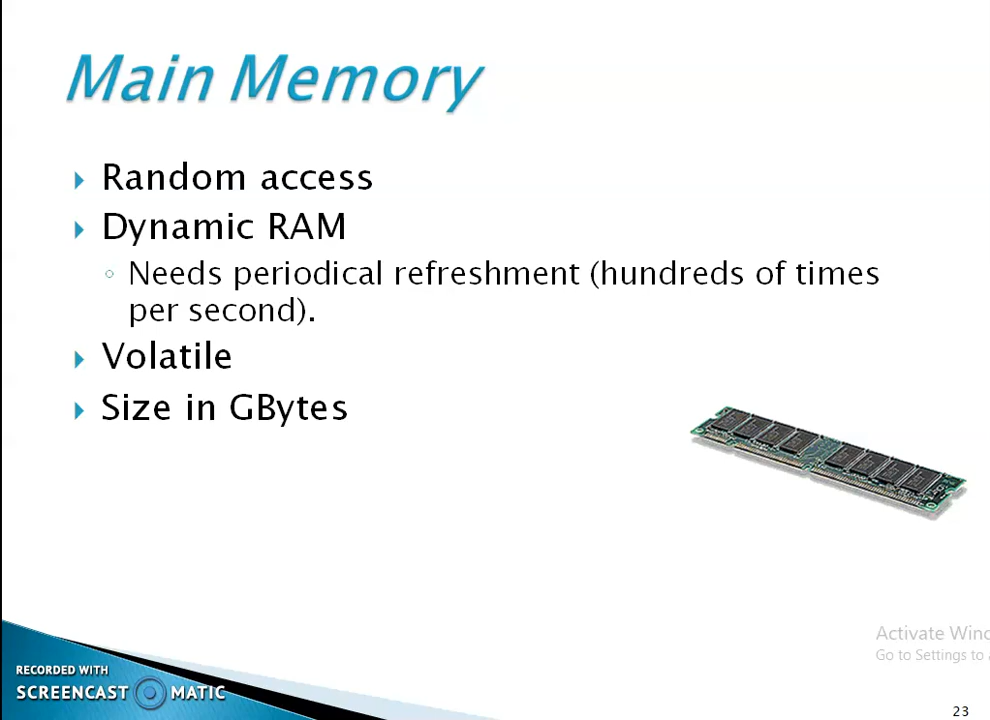 Main Memory
Random access
Dynamic RAM
Needs periodical refreshment (hundreds of times
per second).
Volatile
Size in GBytes
Activate Winc
Go to Settings to
RECORDED WITH
SCREENCAST MATIC
23